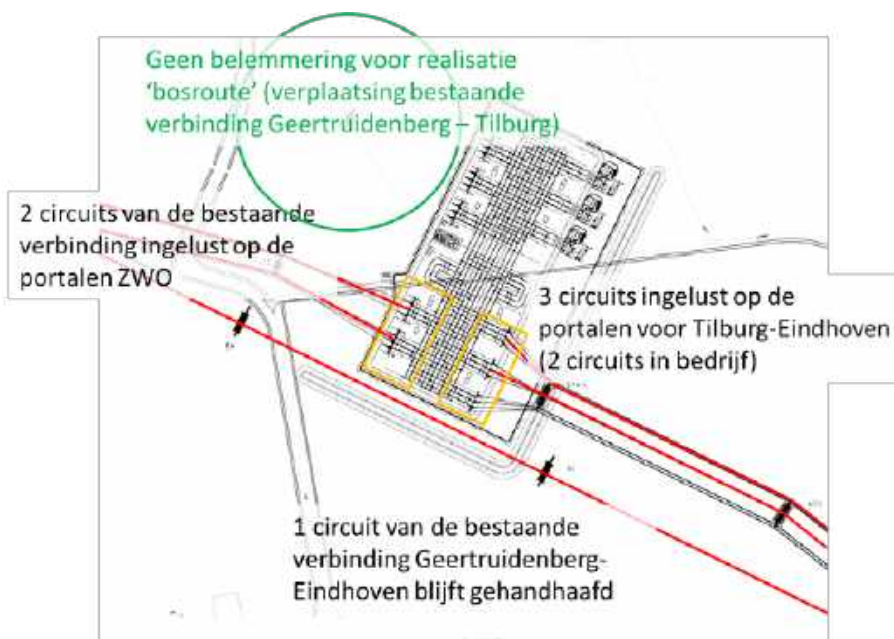 Geen belemmering voor realisatie
‘bosroute’ (verplaatsing bestaande
verbinding Geertruidenberg – Tilburg)
2 circuits van de bestaande
verbinding ingelust op de
portalen ZWO
3 circuits ingelust op de
portalen voor Tilburg-Eindhoven
(2 circuits in bedrijf)
1 circuit van de bestaande
verbinding Geertruidenberg-
Eindhoven blijft gehandhaafd